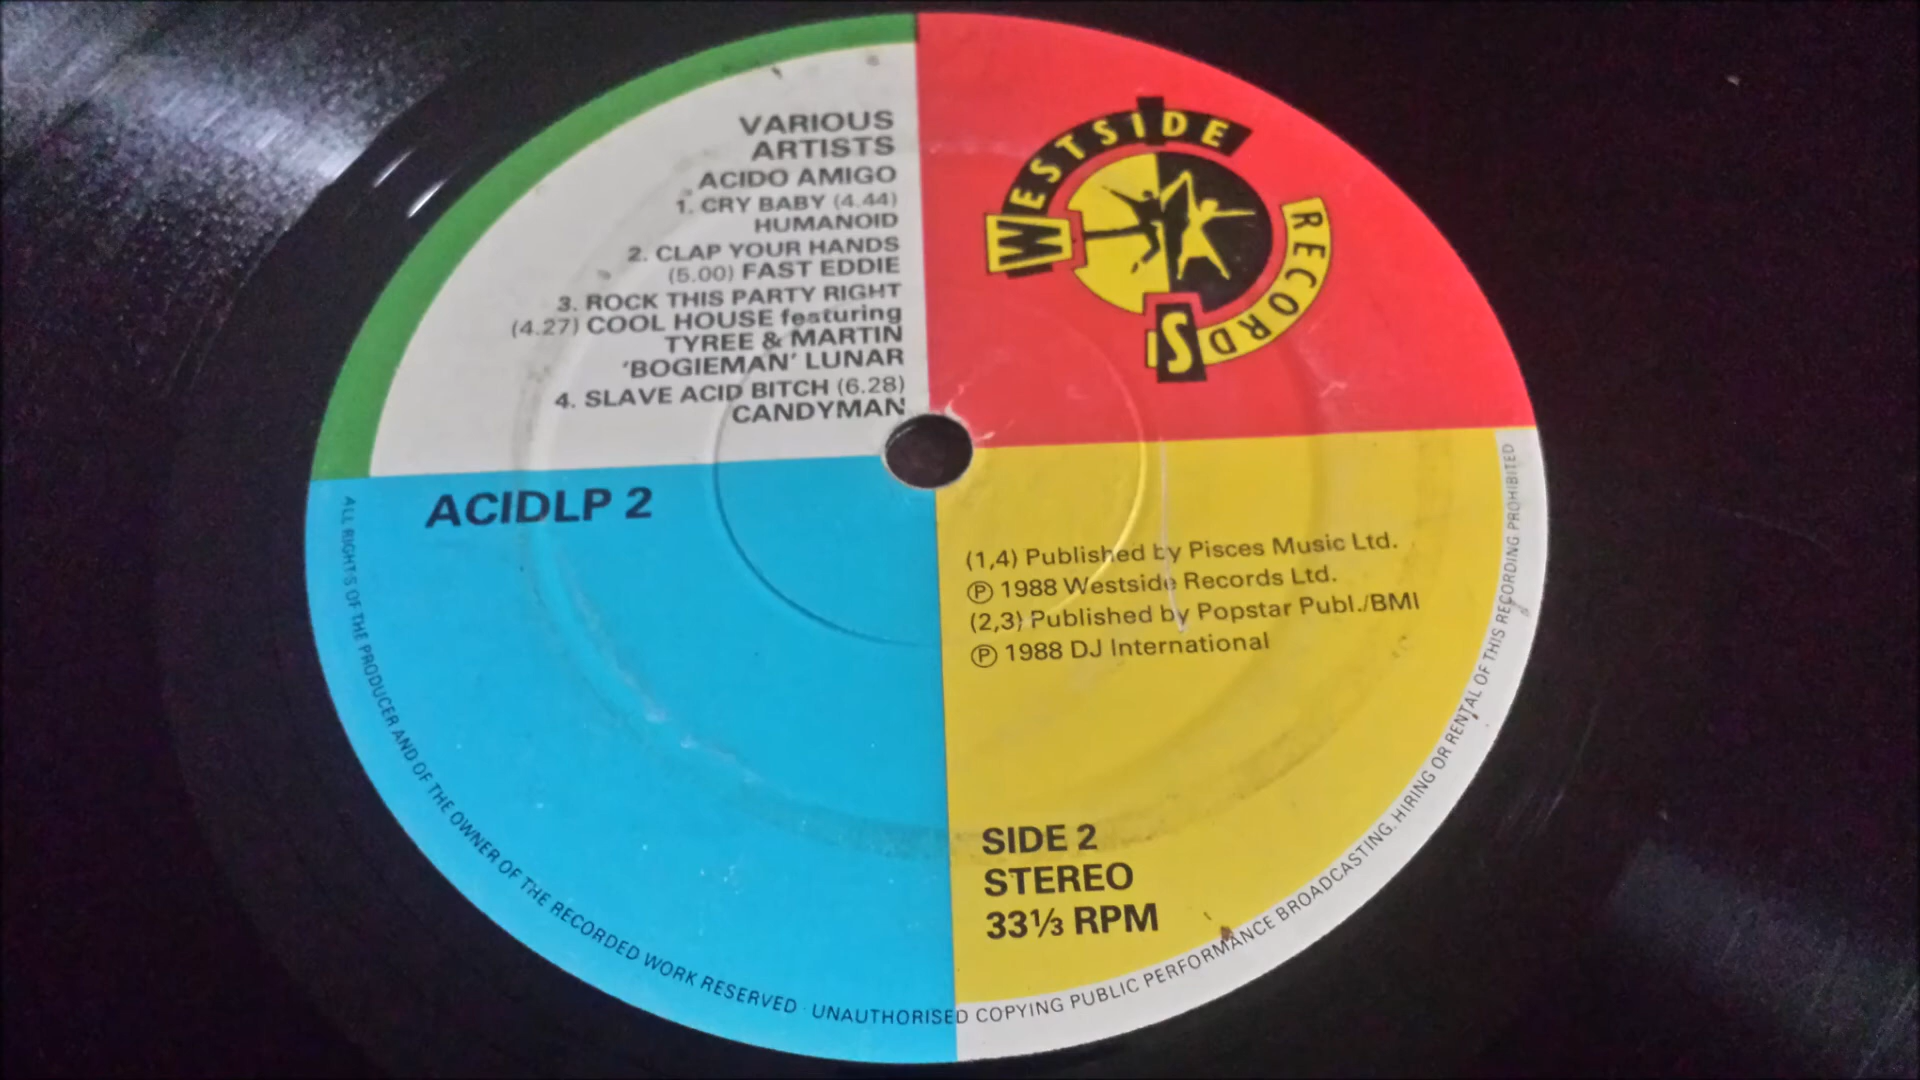 VARIOUS
ARTISTS
ACIDO AMIGO
1. CRY BABY (4.44)
HUMANOID
2. CLAP YOUR HANDS
(5.00) FAST EDDIE
3. ROCK THIS PARTY RIGHT
(4.27) COOL HOUSE featuring
TYREE & MARTIN
'BOGIEMAN' LUNAR
4. SLAVE ACID BITCH (6.28)
CANDYMAN
WESTSIDE
RECORDS
ACIDLP 2
(1,4) Published by Pisces Music Ltd.
Ⓟ 1988 Westside Records Ltd.
(2,3) Published by Popstar Publ./BMI
Ⓟ 1988 DJ International
SIDE 2
STEREO
33⅓ RPM
ALL RIGHTS OF THE PRODUCER AND OF THE OWNER OF THE RECORDED WORK RESERVED · UNAUTHORISED COPYING PUBLIC PERFORMANCE BROADCASTING, HIRING OR RENTAL OF THIS RECORDING PROHIBITED